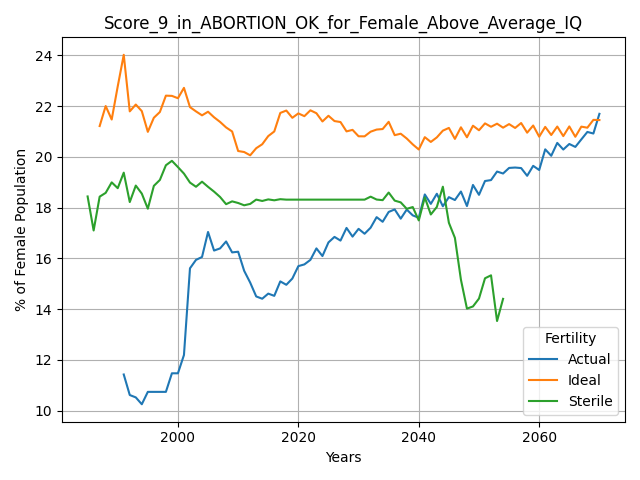 Score_9_in_ABORTION_OK_for_Female_Above_Average_IQ
% of Female Population
24
22
20
18
16
14
12
10
2000 2020 2040 2060
Years
Fertility
Actual
Ideal
Sterile